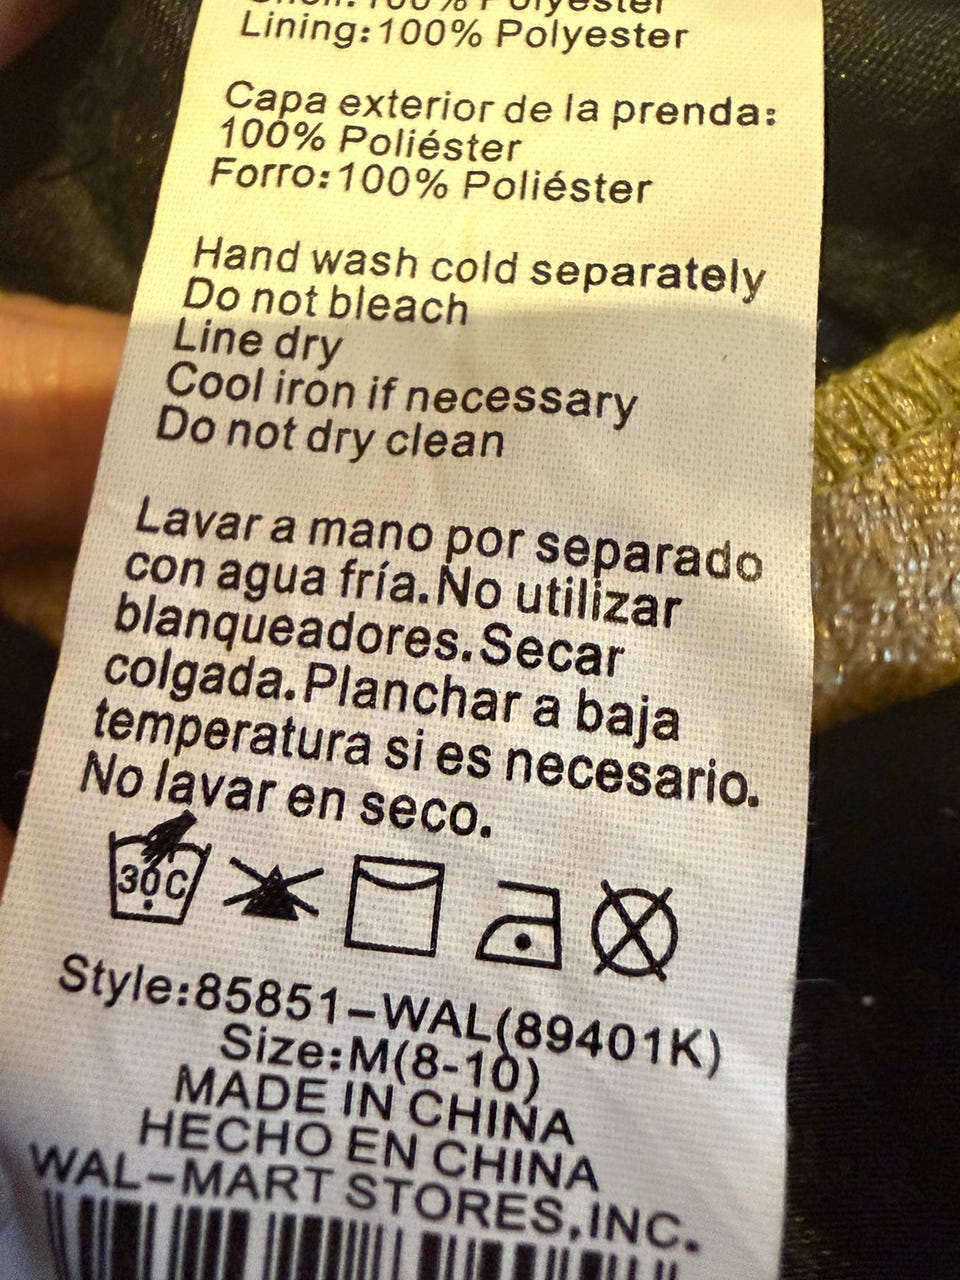 Shell: 100% Polyester
Lining:100% Polyester
Capa exterior de la prenda:
100% Poliéster
Forro:100% Poliéster
Hand wash cold separately
Do not bleach
Line dry
Cool iron if necessary
Do not dry clean
Lavar a mano por separado
con agua fría.No utilizar
blanqueadores.Secar
colgada.Planchar a baja
temperatura si es necesario.
No lavar en seco.
30C
Style:85851-WAL(89401K)
Size:M(8-10)
MADE IN CHINA
HECHO EN CHINA
WAL-MART STORES,INC.